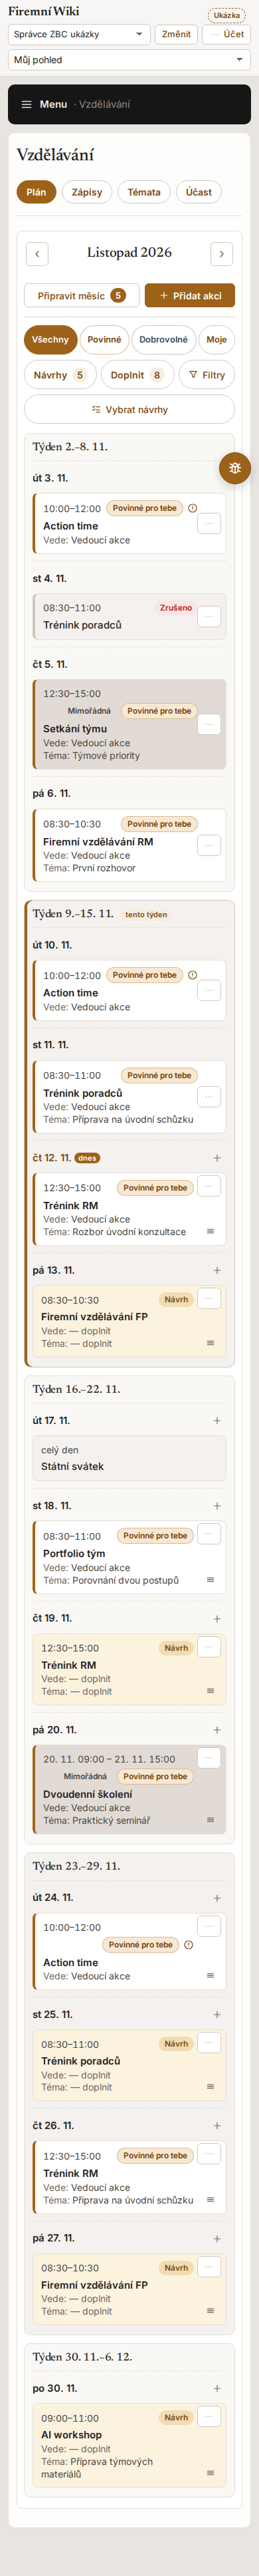 Firemní Wiki
Ukázka
Správce ZBC ukázky
Změnit
··· Účet
Můj pohled
Menu · Vzdělávání
Vzdělávání
Plán
Zápisy
Témata
Účast
Listopad 2026
Připravit měsíc 5
+ Přidat akci
Všechny
Povinné
Dobrovolné
Moje
Návrhy 5
Doplnit 8
Filtry
Vybrat návrhy
Týden 2.–8. 11.
út 3. 11.
10:00–12:00 Povinné pro tebe
Action time
Vede: Vedoucí akce
st 4. 11.
08:30–11:00 Zrušeno
Trénink poradců
čt 5. 11.
12:30–15:00
Mimořádná Povinné pro tebe
Setkání týmu
Vede: Vedoucí akce
Téma: Týmové priority
pá 6. 11.
08:30–10:30 Povinné pro tebe
Firemní vzdělávání RM
Vede: Vedoucí akce
Téma: První rozhovor
Týden 9.–15. 11. tento týden
út 10. 11.
10:00–12:00 Povinné pro tebe
Action time
Vede: Vedoucí akce
st 11. 11.
08:30–11:00 Povinné pro tebe
Trénink poradců
Vede: Vedoucí akce
Téma: Příprava na úvodní schůzku
čt 12. 11. dnes
12:30–15:00 Povinné pro tebe
Trénink RM
Vede: Vedoucí akce
Téma: Rozbor úvodní konzultace
pá 13. 11.
08:30–10:30 Návrh
Firemní vzdělávání FP
Vede: — doplnit
Téma: — doplnit
Týden 16.–22. 11.
út 17. 11.
celý den
Státní svátek
st 18. 11.
08:30–11:00 Povinné pro tebe
Portfolio tým
Vede: Vedoucí akce
Téma: Porovnání dvou postupů
čt 19. 11.
12:30–15:00 Návrh
Trénink RM
Vede: — doplnit
Téma: — doplnit
pá 20. 11.
20. 11. 09:00 – 21. 11. 15:00
Mimořádná Povinné pro tebe
Dvoudenní školení
Vede: Vedoucí akce
Téma: Praktický seminář
Týden 23.–29. 11.
út 24. 11.
10:00–12:00
Povinné pro tebe
Action time
Vede: Vedoucí akce
st 25. 11.
08:30–11:00 Návrh
Trénink poradců
Vede: — doplnit
Téma: — doplnit
čt 26. 11.
12:30–15:00 Povinné pro tebe
Trénink RM
Vede: Vedoucí akce
Téma: Příprava na úvodní schůzku
pá 27. 11.
08:30–10:30 Návrh
Firemní vzdělávání FP
Vede: — doplnit
Téma: — doplnit
Týden 30. 11.–6. 12.
po 30. 11.
09:00–11:00 Návrh
AI workshop
Vede: — doplnit
Téma: Příprava týmových
materiálů